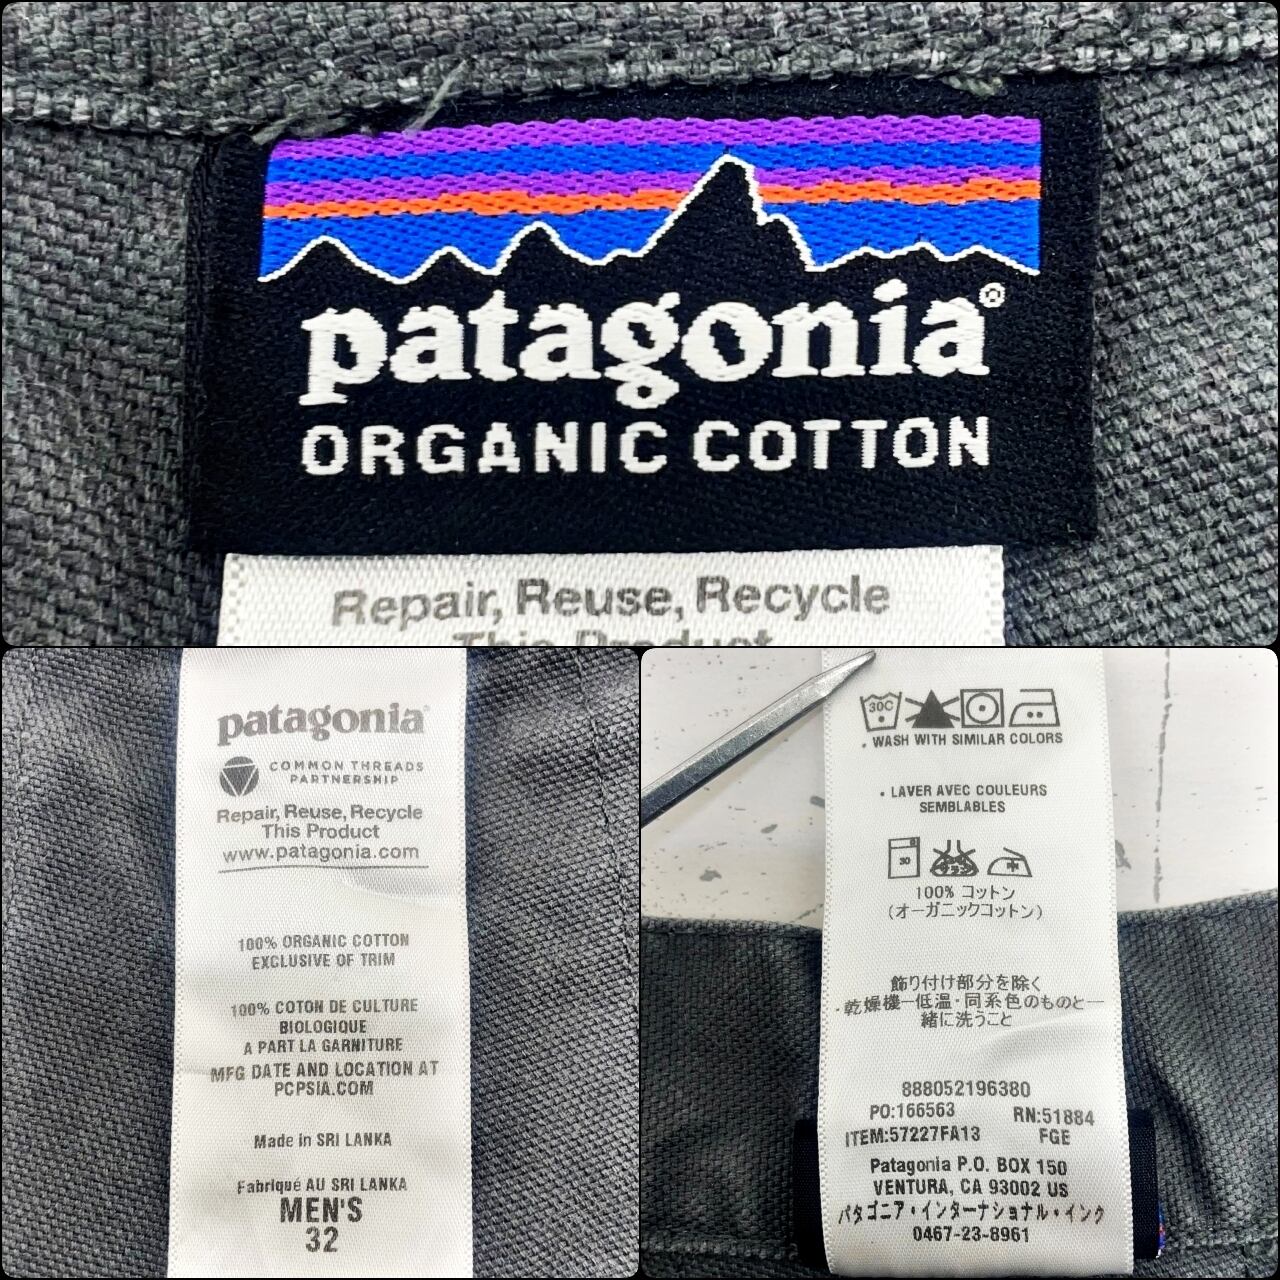 patagonia®
ORGANIC COTTON
Repair, Reuse, Recycle
This Product
patagonia®
COMMON THREADS
PARTNERSHIP
Repair, Reuse, Recycle
This Product
www.patagonia.com
100% ORGANIC COTTON
EXCLUSIVE OF TRIM
100% COTON DE CULTURE
BIOLOGIQUE
A PART LA GARNITURE
MFG DATE AND LOCATION AT
PCPSIA.COM
Made in SRI LANKA
Fabriqué AU SRI LANKA
MEN'S
32
30C
. WASH WITH SIMILAR COLORS
• LAVER AVEC COULEURS
SEMBLABLES
30
100% コットン
(オーガニックコットン)
飾り付け部分を除く
・乾燥機ー低温・同系色のものと一
緒に洗うこと
888052196380
PO:166563 RN:51884
ITEM:57227FA13 FGE
Patagonia P.O. BOX 150
VENTURA, CA 93002 US
パタゴニア・インターナショナル・インク
0467-23-8961